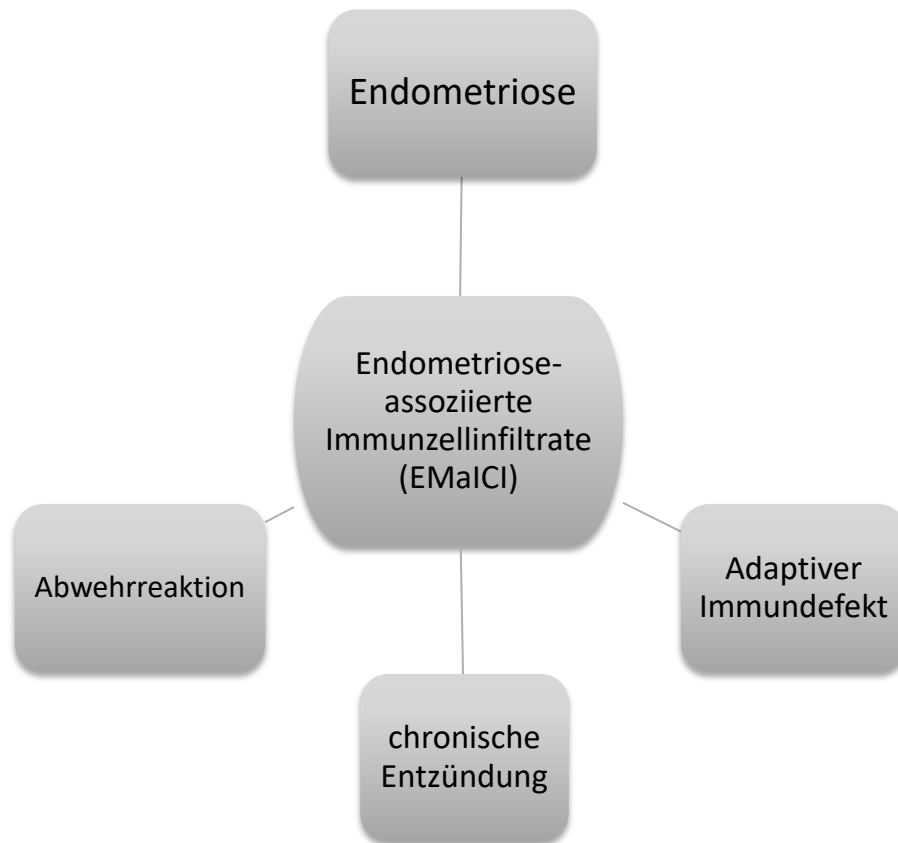 Endometriose
Endometriose-
assoziierte
Immunzellinfiltrate
(EMaICI)
Abwehrreaktion
Adaptiver
Immundefekt
chronische
Entzündung